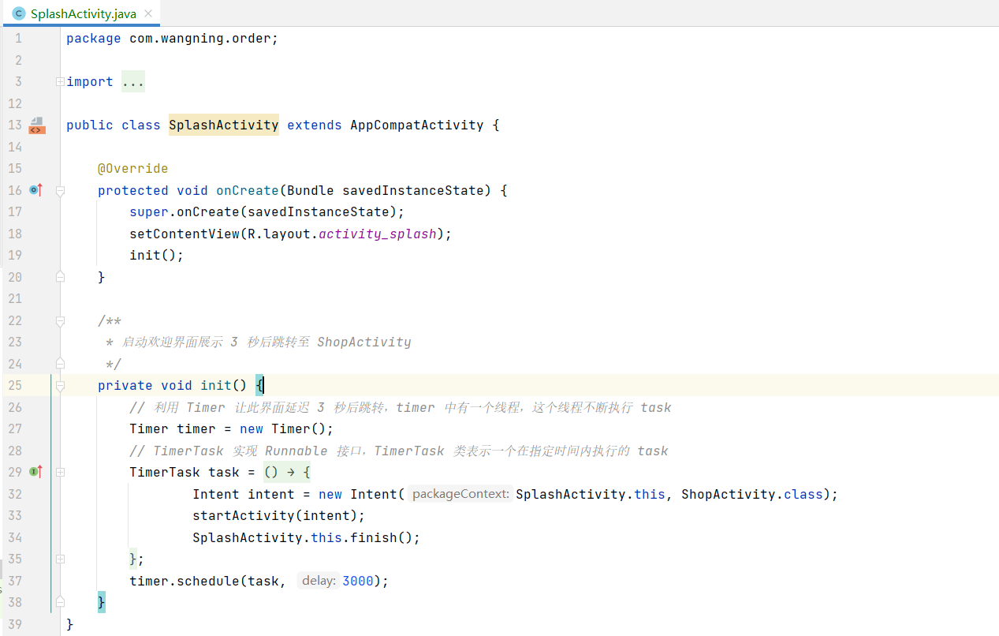 SplashActivity.java
1 package com.wangning.order;
2
3 import ...
12
13 public class SplashActivity extends AppCompatActivity {
14
15 @Override
16 protected void onCreate(Bundle savedInstanceState) {
17 super.onCreate(savedInstanceState);
18 setContentView(R.layout.activity_splash);
19 init();
20 }
21
22 /**
23 * 启动欢迎界面展示 3 秒后跳转至 ShopActivity
24 */
25 private void init() {
26 // 利用 Timer 让此界面延迟 3 秒后跳转，timer 中有一个线程，这个线程不断执行 task
27 Timer timer = new Timer();
28 // TimerTask 实现 Runnable 接口，TimerTask 类表示一个在指定时间内执行的 task
29 TimerTask task = () → {
32 Intent intent = new Intent( packageContext: SplashActivity.this, ShopActivity.class);
33 startActivity(intent);
34 SplashActivity.this.finish();
35 };
37 timer.schedule(task, delay: 3000);
38 }
39 }